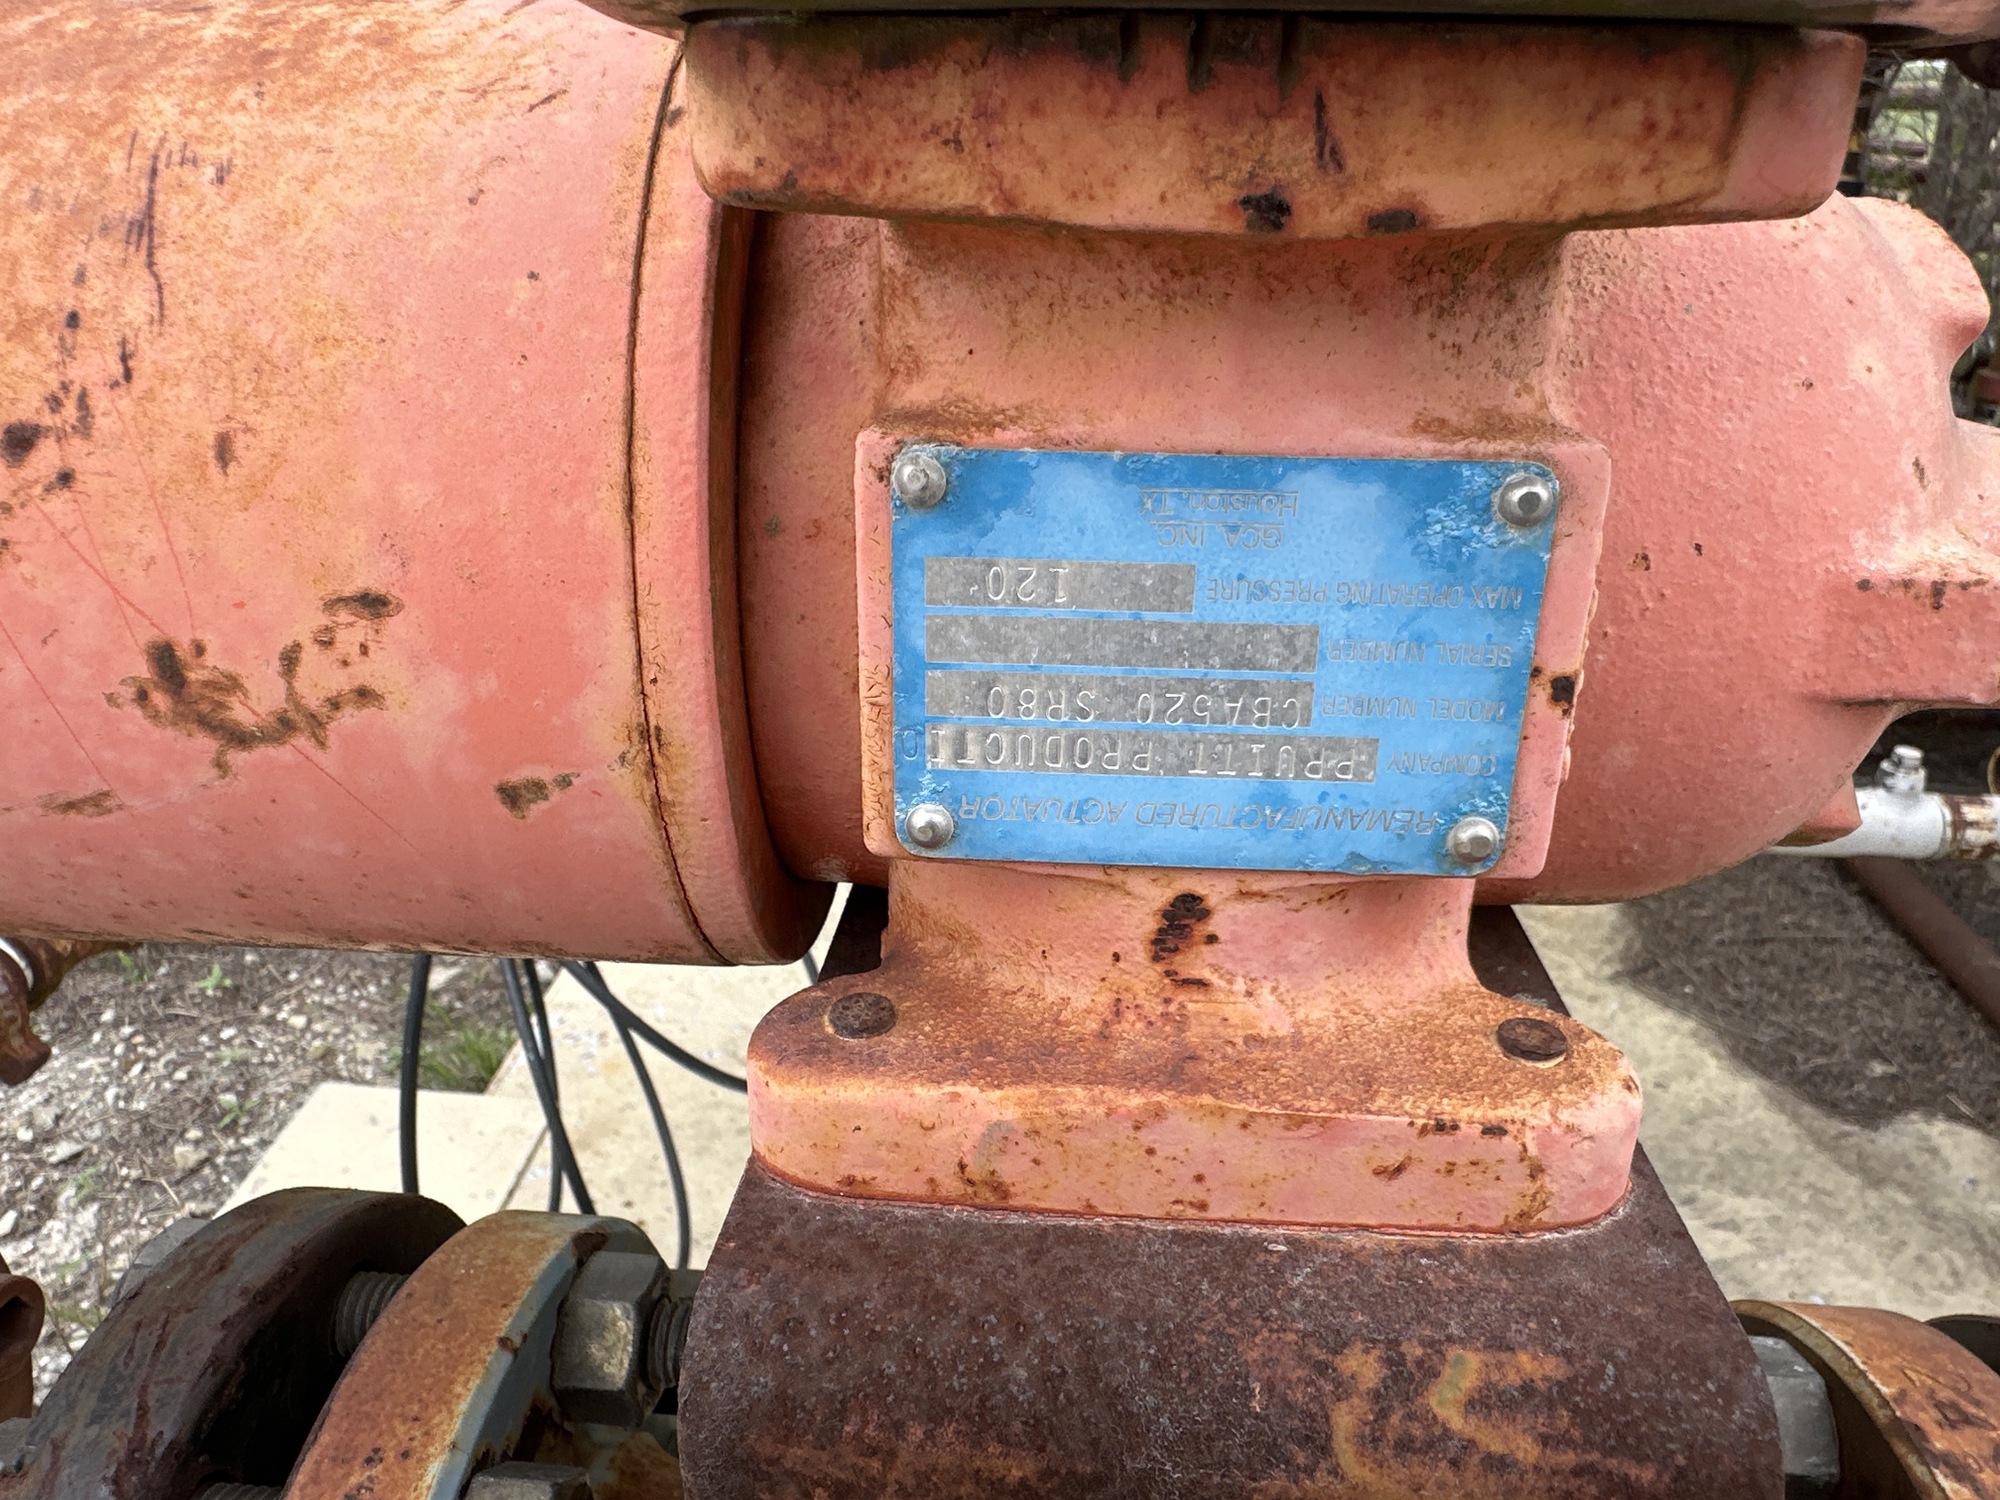 REMANUFACTURED ACTUATOR
COMPANY PRUITT PRODUCTIO
MODEL NUMBER CBA520 SR80
SERIAL NUMBER
MAX OPERATING PRESSURE 120
GCA, INC.
Houston, TX